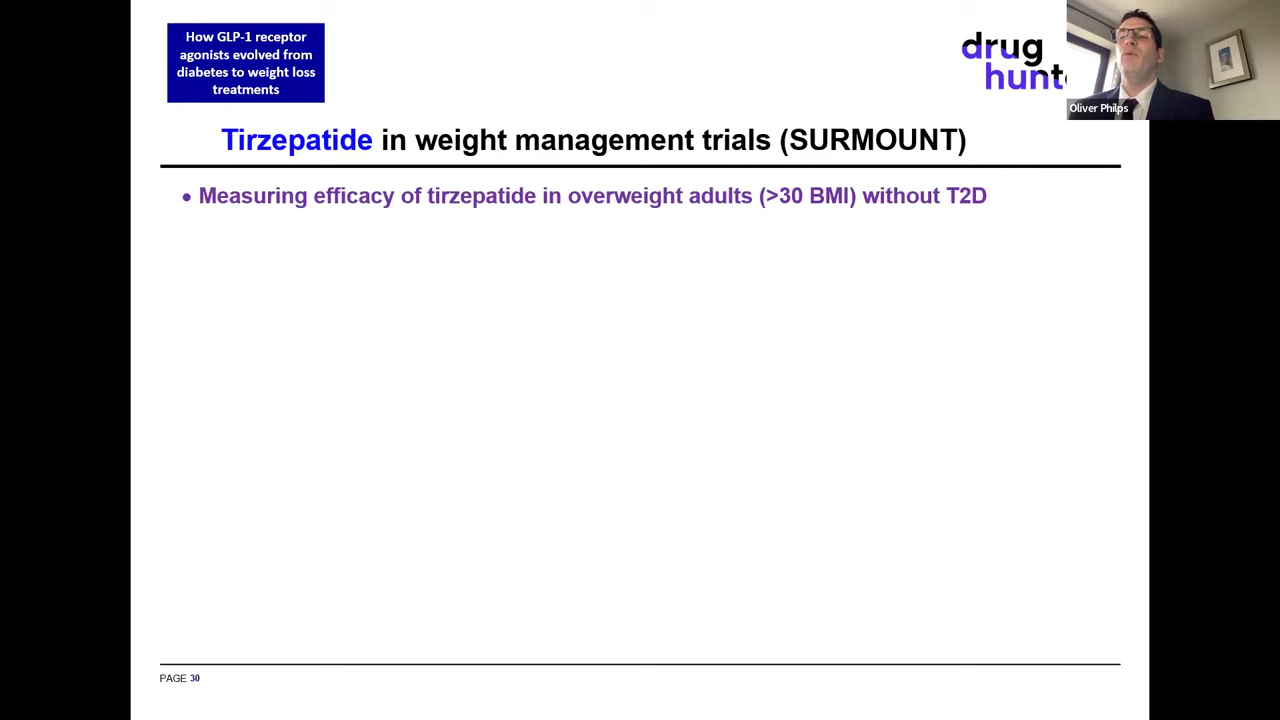 How GLP-1 receptor
agonists evolved from
diabetes to weight loss
treatments
drug
hunte
Oliver Philps
Tirzepatide in weight management trials (SURMOUNT)
• Measuring efficacy of tirzepatide in overweight adults (>30 BMI) without T2D
PAGE 30